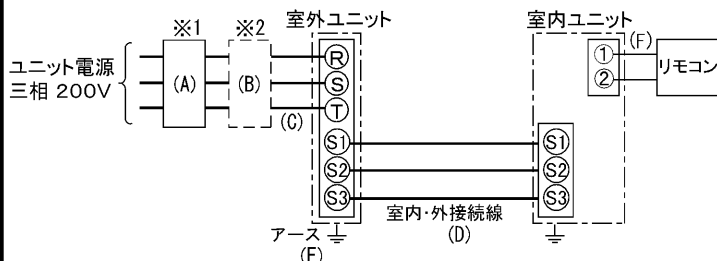 ※1
※2
室外ユニット
室内ユニット
ユニット電源
三相 200V
(A)
(B)
(C)
R
S
T
S1
S2
S3
室内・外接続線
(D)
アース
(E)
S1
S2
S3
1
2
(F)
リモコン